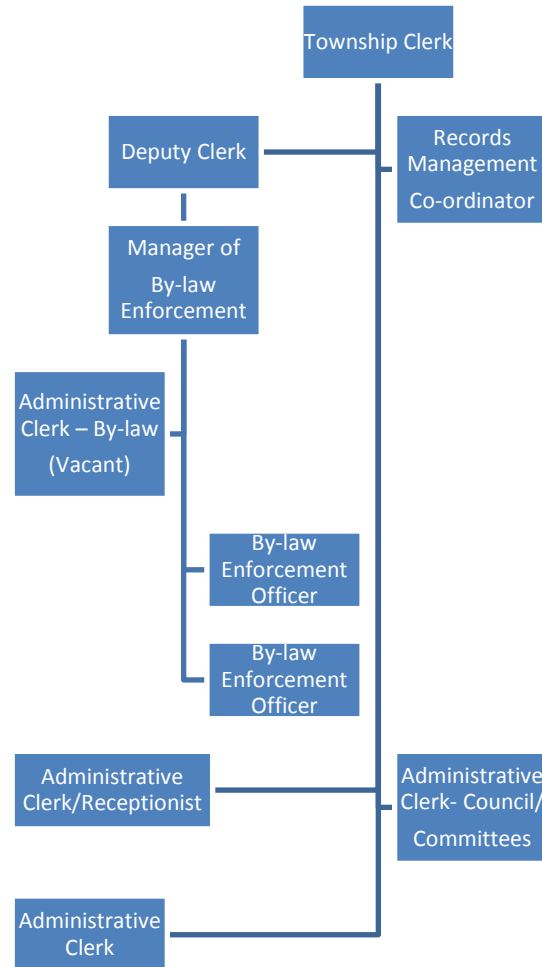 Township Clerk
Deputy Clerk
Records
Management
Co-ordinator
Manager of
By-law
Enforcement
Administrative
Clerk – By-law
(Vacant)
By-law
Enforcement
Officer
By-law
Enforcement
Officer
Administrative
Clerk/Receptionist
Administrative
Clerk- Council/
Committees
Administrative
Clerk